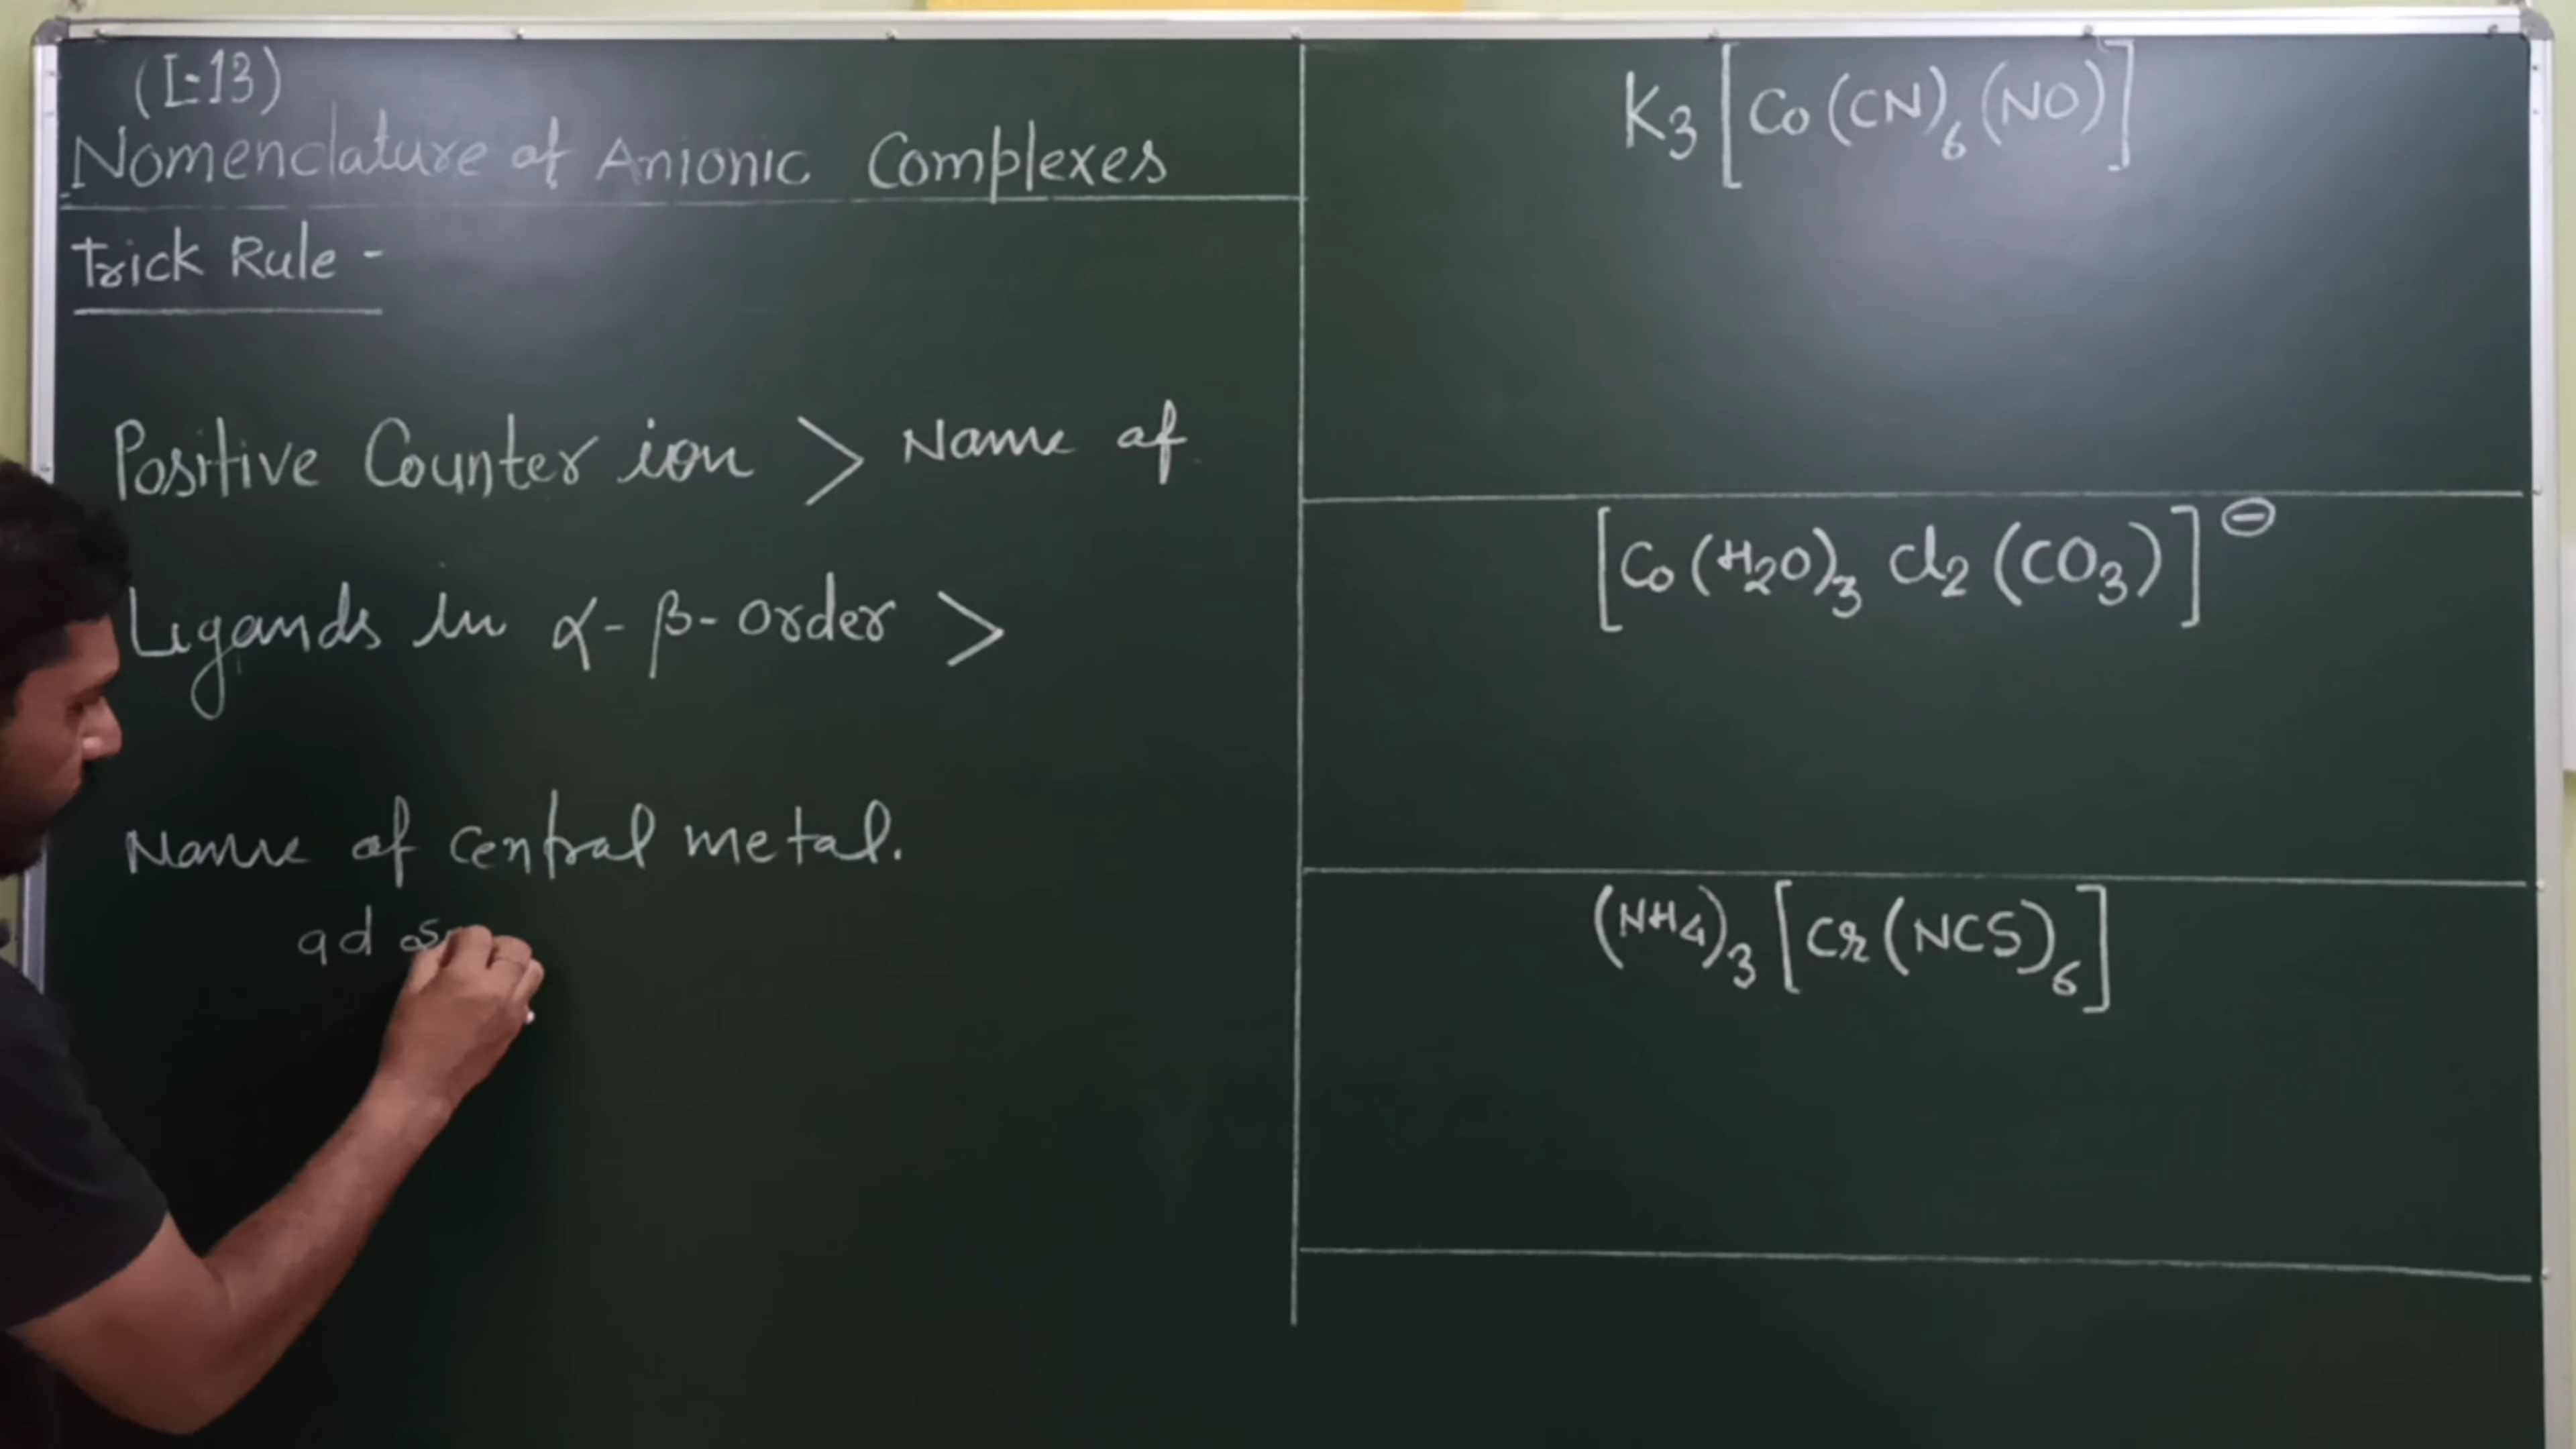 (L-13)
Nomenclature of Anionic Complexes
Trick Rule -
Positive Counter ion > Name of
Ligands in α-β-order >
Name of central metal.
K₃[Co(CN)₆(NO)]
[Co(H₂O)₃Cl₂(CO₃)]⊖
(NH₄)₃[Cr(NCS)₆]